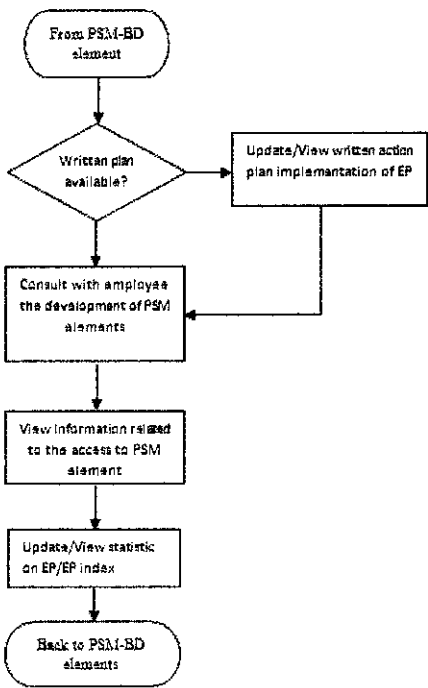 From PSM-BD
element
Written plan
available?
Update/View written action
plan implementation of EP
Consult with employee
the development of PSM
elements
View information related
to the access to PSM
element
Update/View statistic
on EP/EP index
Back to PSM-BD
elements